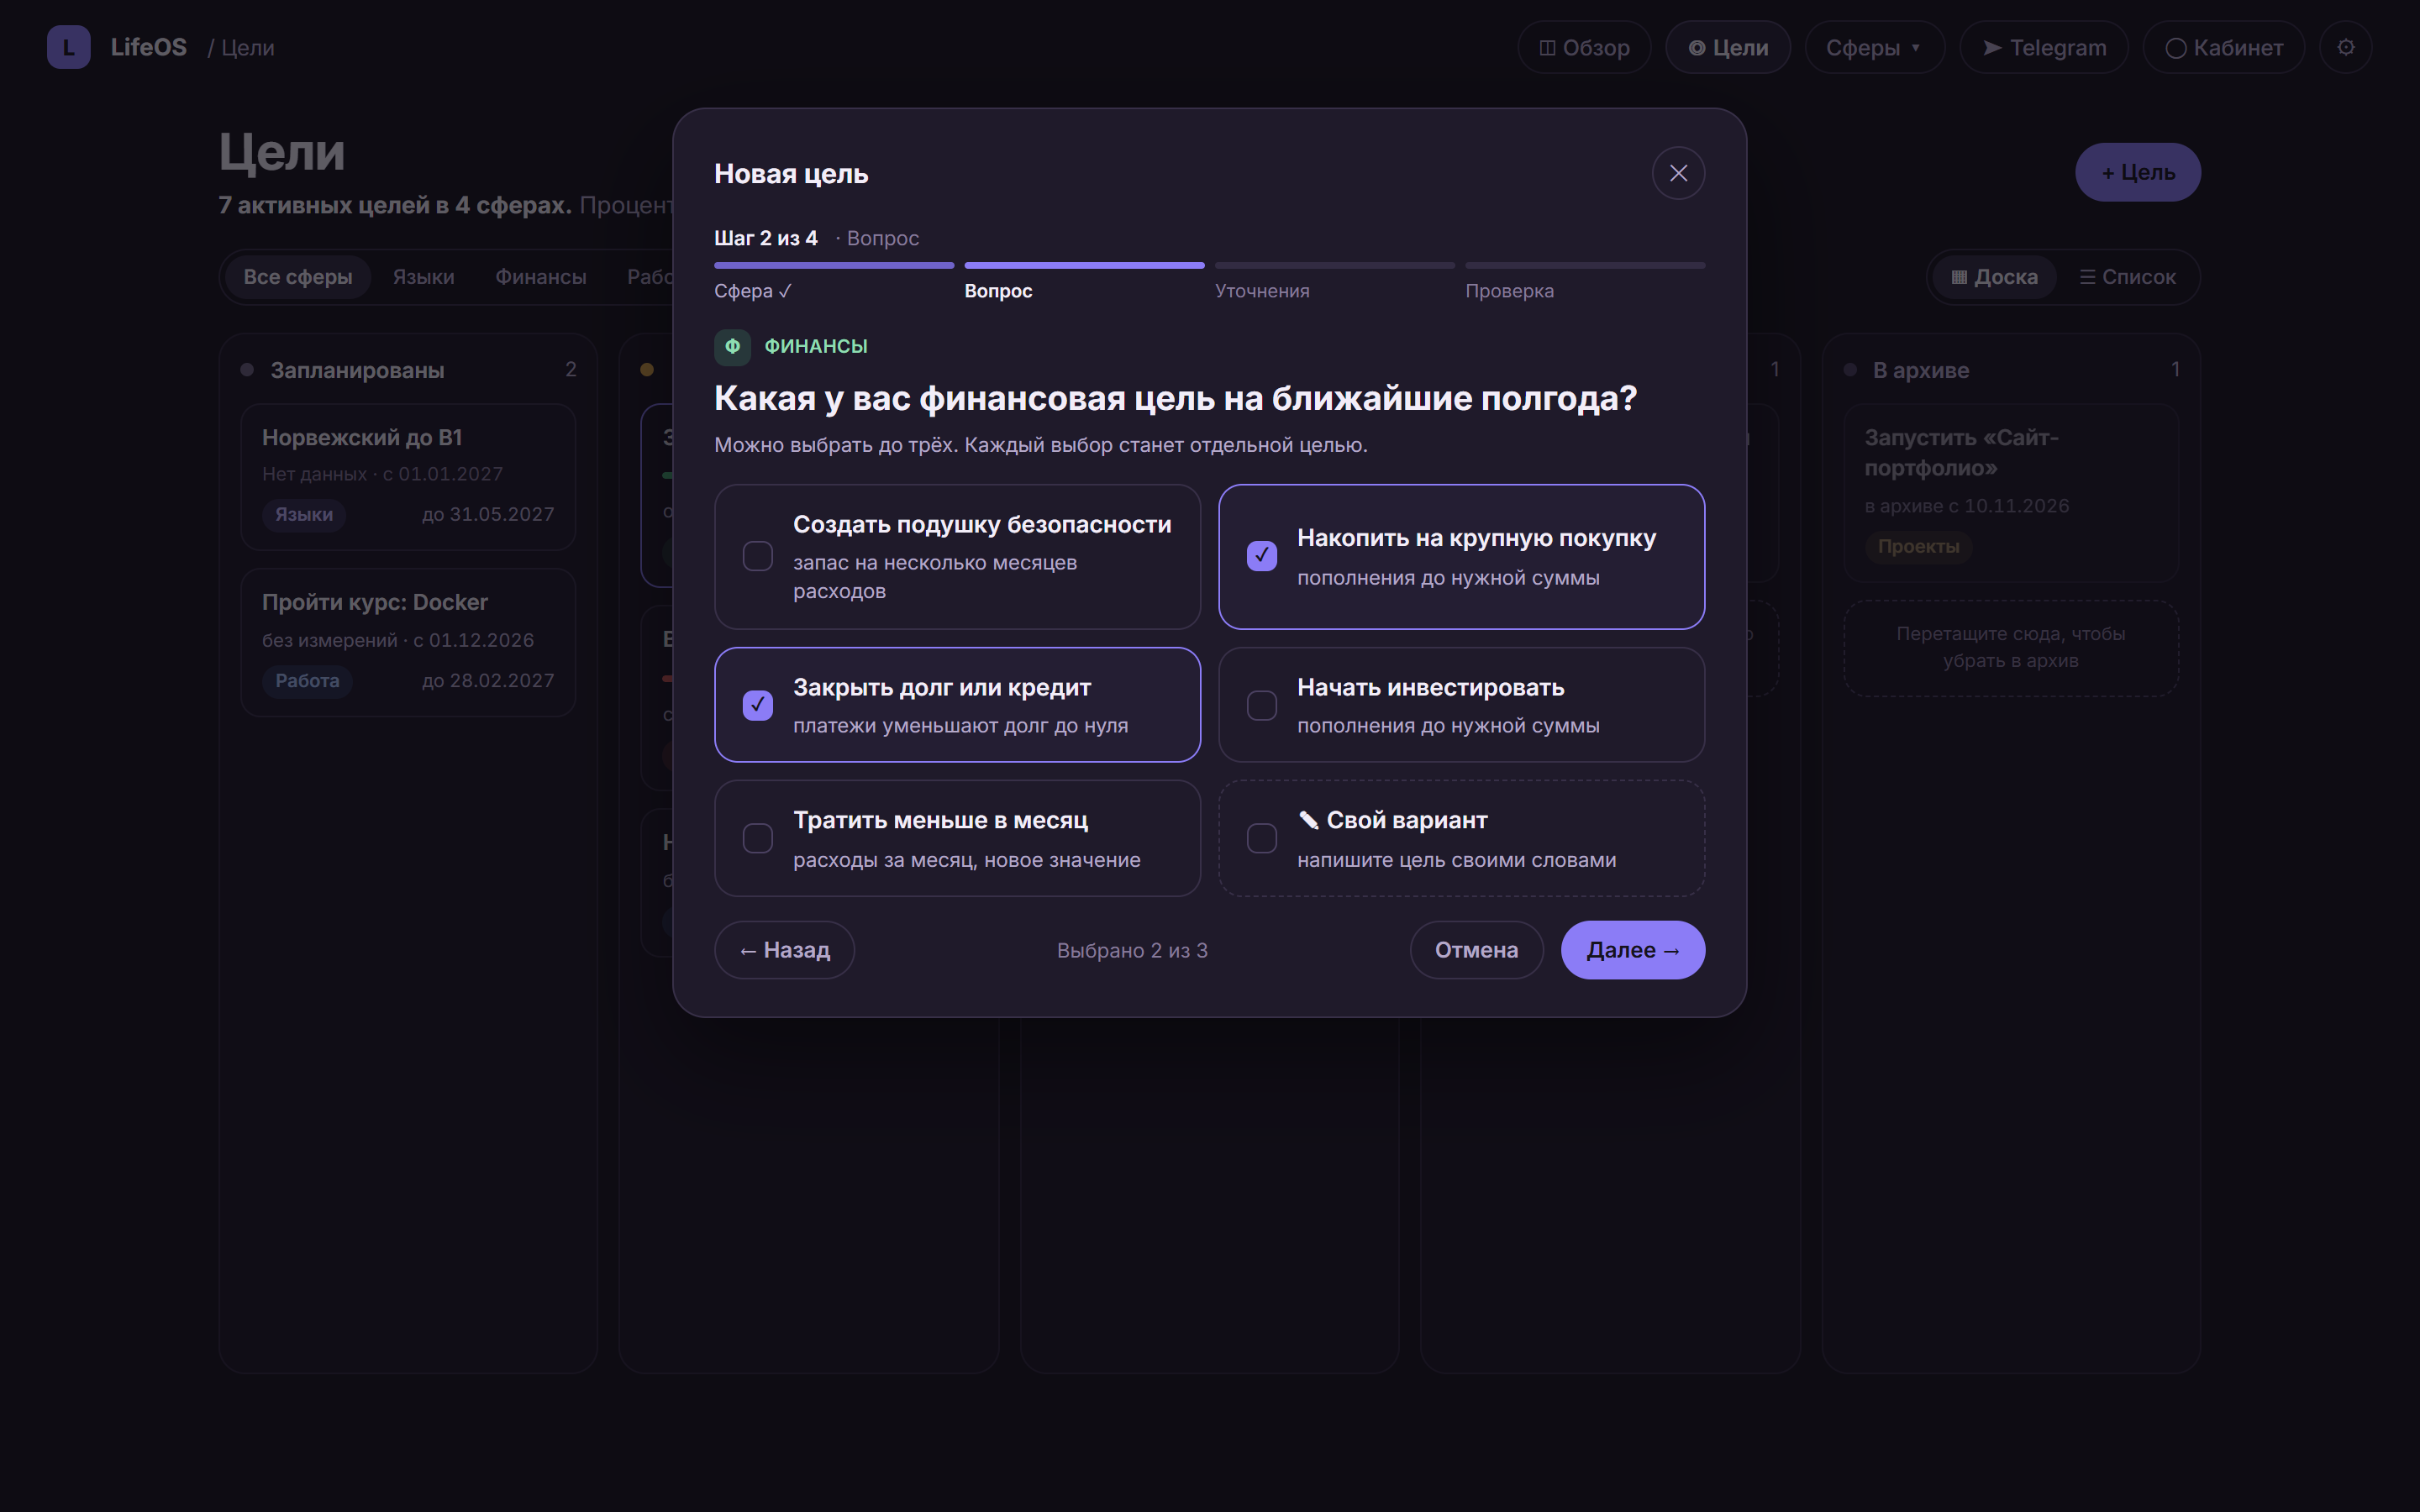 L LifeOS / Цели
Обзор
Цели
Сферы
Telegram
Кабинет
Цели
+ Цель
7 активных целей в 4 сферах. Процент
Все сферы Языки Финансы
Доска Список
Запланированы 2
Норвежский до B1
Нет данных · с 01.01.2027
Языки до 31.05.2027
Пройти курс: Docker
без измерений · с 01.12.2026
Работа до 28.02.2027
Новая цель
Шаг 2 из 4 · Вопрос
Сфера ✓ Вопрос Уточнения Проверка
Ф ФИНАНСЫ
Какая у вас финансовая цель на ближайшие полгода?
Можно выбрать до трёх. Каждый выбор станет отдельной целью.
Создать подушку безопасности
запас на несколько месяцев
расходов
Накопить на крупную покупку
пополнения до нужной суммы
Закрыть долг или кредит
платежи уменьшают долг до нуля
Начать инвестировать
пополнения до нужной суммы
Тратить меньше в месяц
расходы за месяц, новое значение
Свой вариант
напишите цель своими словами
← Назад
Выбрано 2 из 3
Отмена
Далее →
1
В архиве 1
Запустить «Сайт-
портфолио»
в архиве с 10.11.2026
Проекты
Перетащите сюда, чтобы
убрать в архив